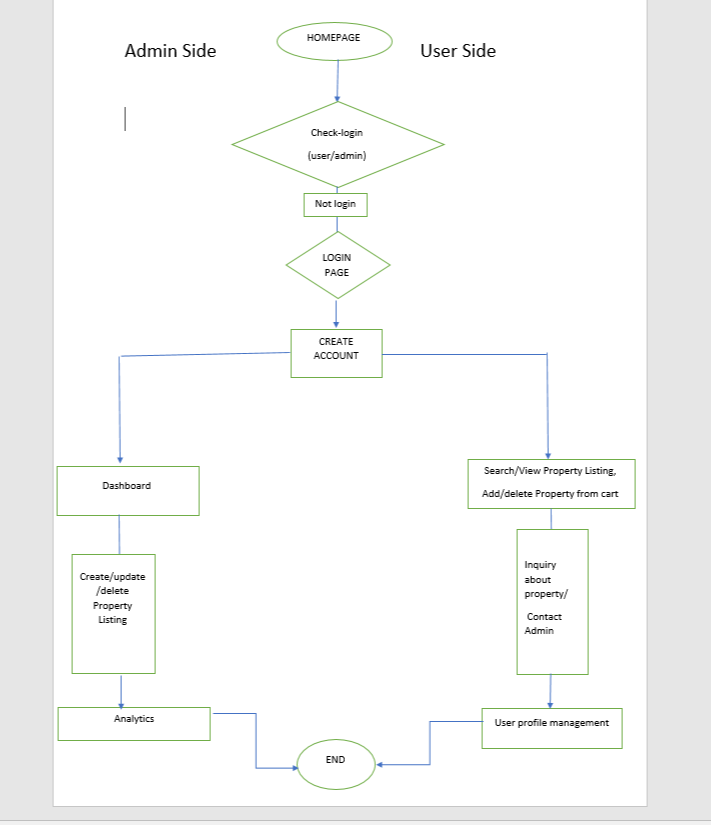 HOMEPAGE
Admin Side
User Side
Check-login
(user/admin)
Not login
LOGIN
PAGE
CREATE
ACCOUNT
Dashboard
Search/View Property Listing,
Add/delete Property from cart
Create/update
/delete
Property
Listing
Inquiry
about
property/
Contact
Admin
Analytics
User profile management
END